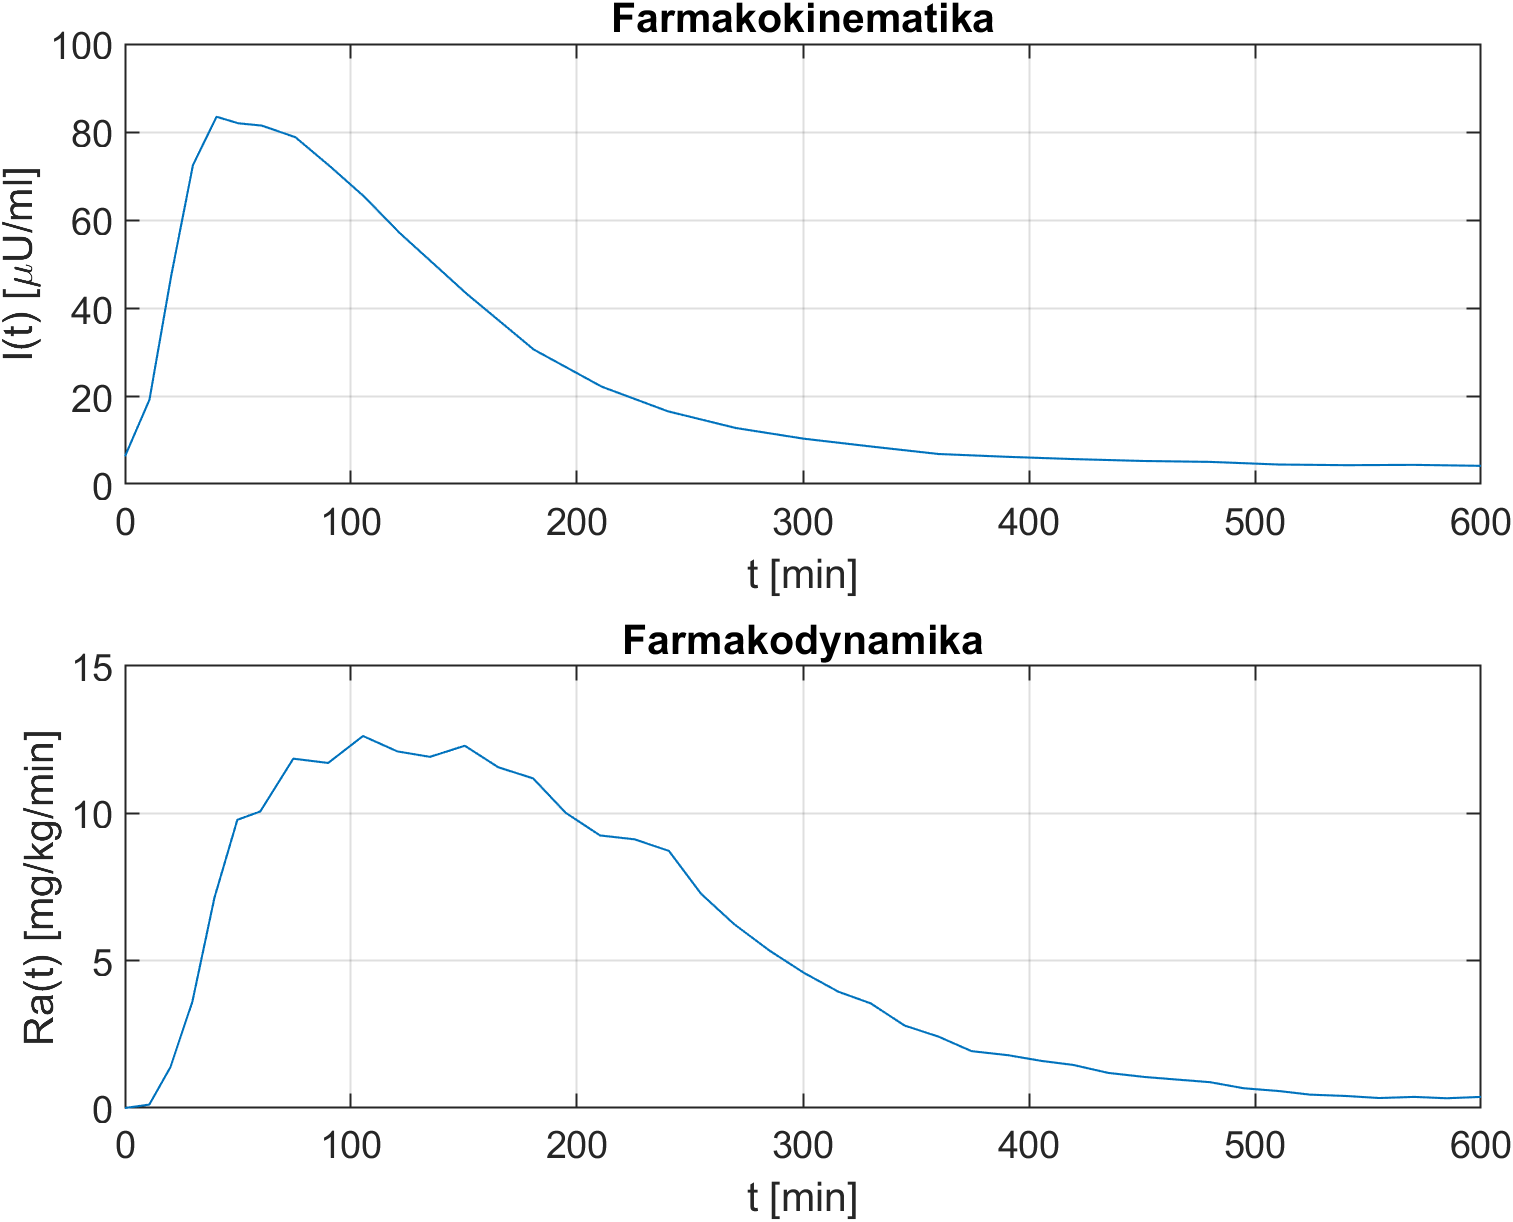 Farmakokinematika
100
80
60
40
20
0
I(t) [μU/ml]
0 100 200 300 400 500 600
t [min]
Farmakodynamika
15
10
5
0
Ra(t) [mg/kg/min]
0 100 200 300 400 500 600
t [min]